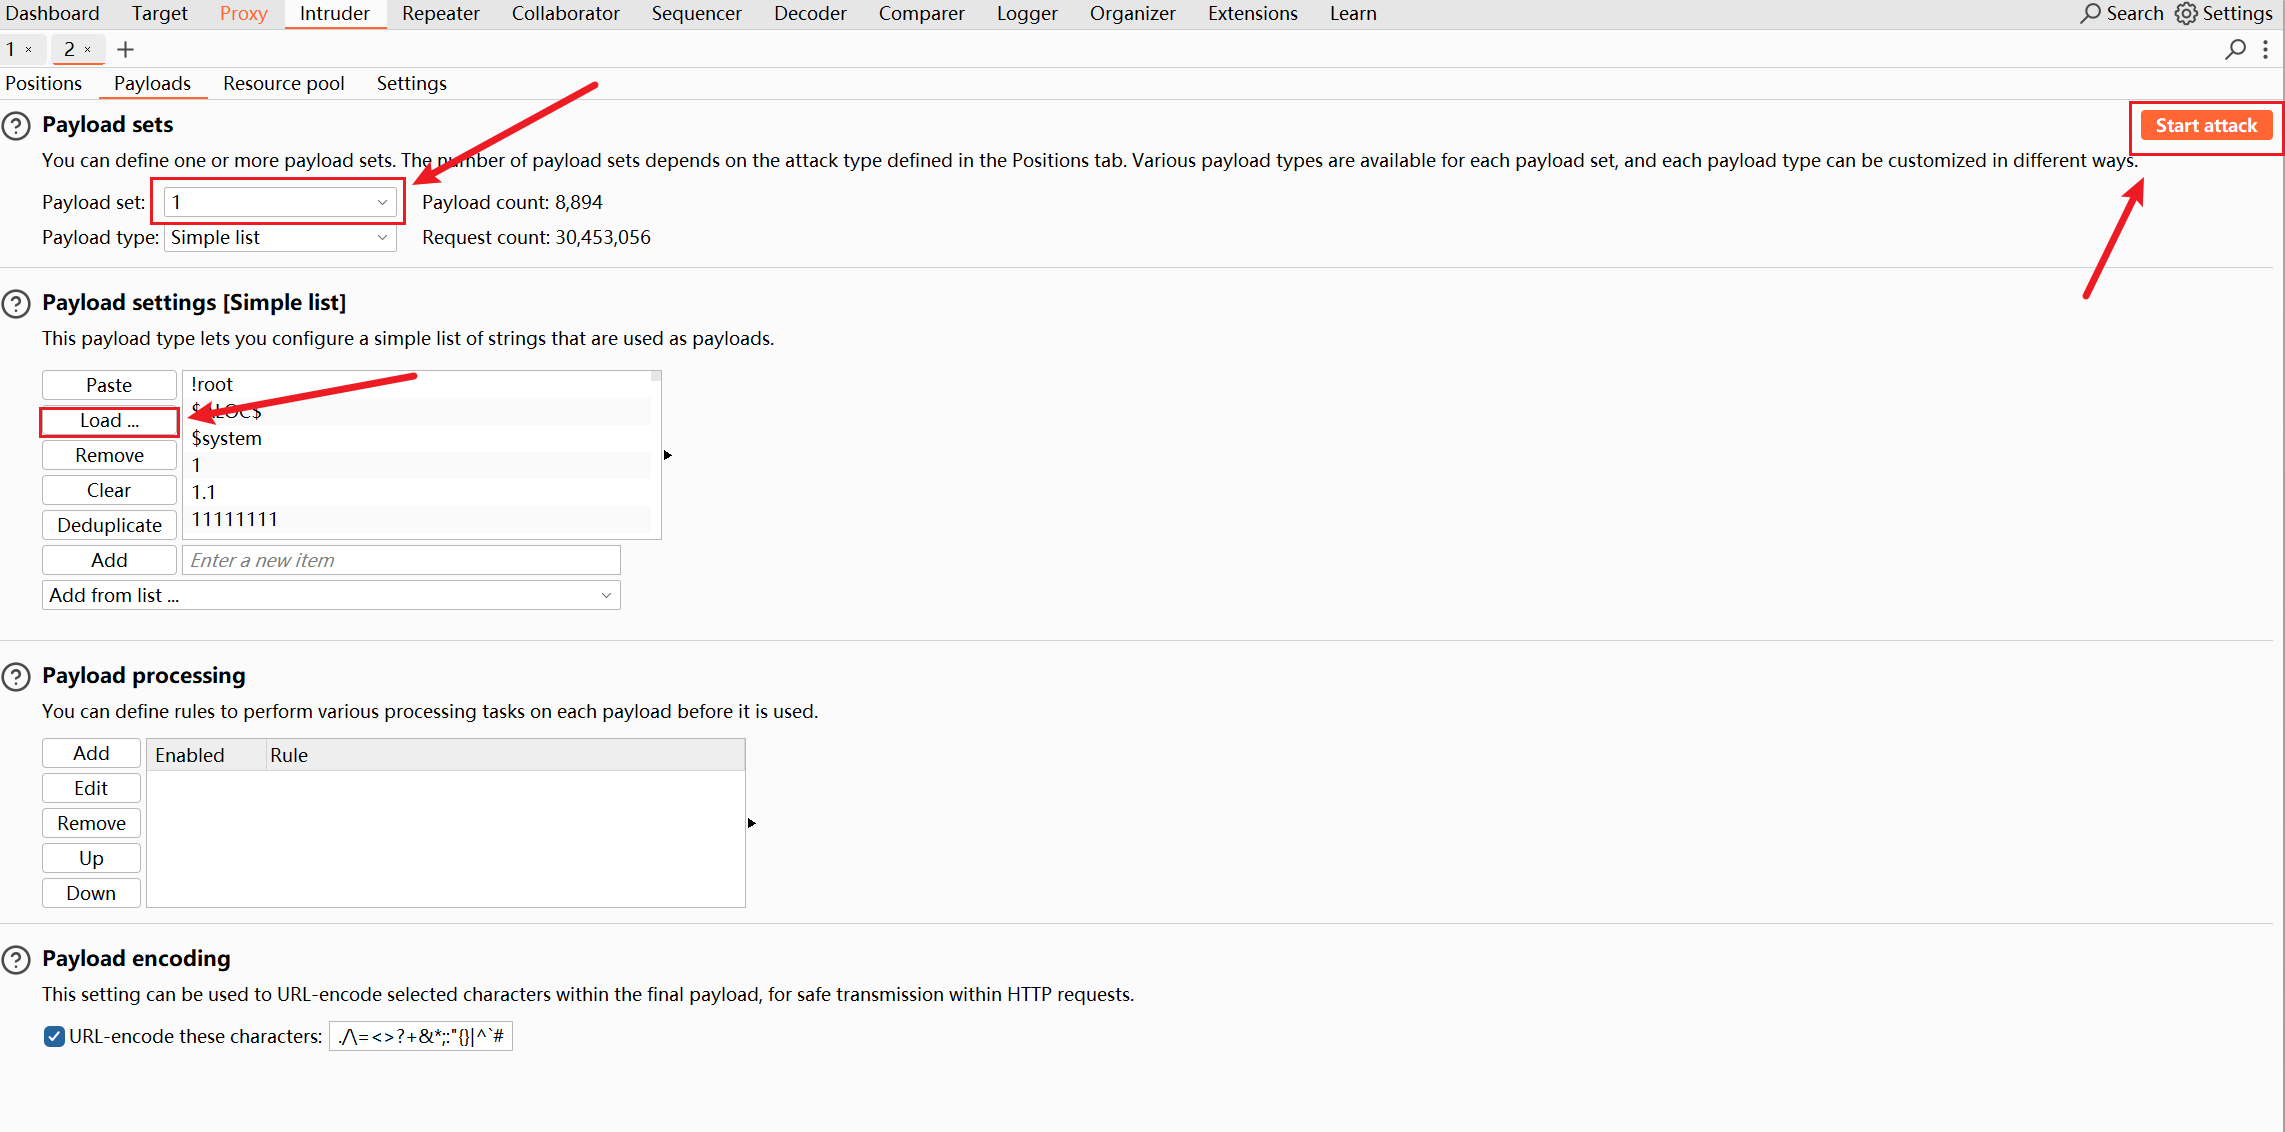 Dashboard Target Proxy Intruder Repeater Collaborator Sequencer Decoder Comparer Logger Organizer Extensions Learn Search Settings
1 × 2 × +
Positions Payloads Resource pool Settings
? Payload sets Start attack
You can define one or more payload sets. The number of payload sets depends on the attack type defined in the Positions tab. Various payload types are available for each payload set, and each payload type can be customized in different ways.
Payload set: 1 Payload count: 8,894
Payload type: Simple list Request count: 30,453,056
? Payload settings [Simple list]
This payload type lets you configure a simple list of strings that are used as payloads.
Paste !root
Load ...
$system
Remove 1
Clear 1.1
Deduplicate 11111111
Add Enter a new item
Add from list ...
? Payload processing
You can define rules to perform various processing tasks on each payload before it is used.
Add Enabled Rule
Edit
Remove
Up
Down
? Payload encoding
This setting can be used to URL-encode selected characters within the final payload, for safe transmission within HTTP requests.
URL-encode these characters: ./\=<>?+&*;:"{}|^`#